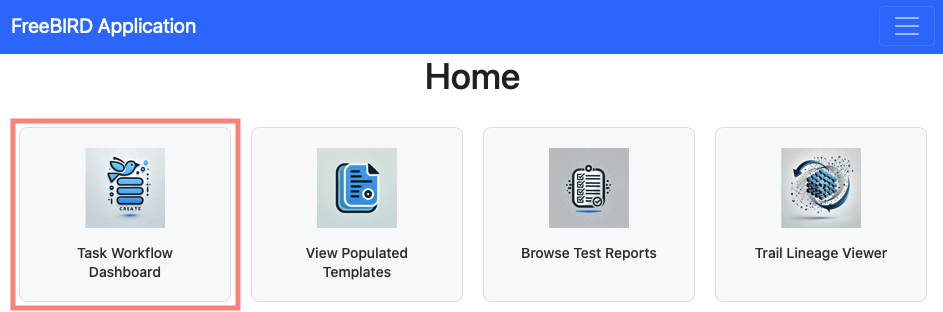 FreeBIRD Application
Home
CREATE
Task Workflow
Dashboard
View Populated
Templates
Browse Test Reports
Trail Lineage Viewer